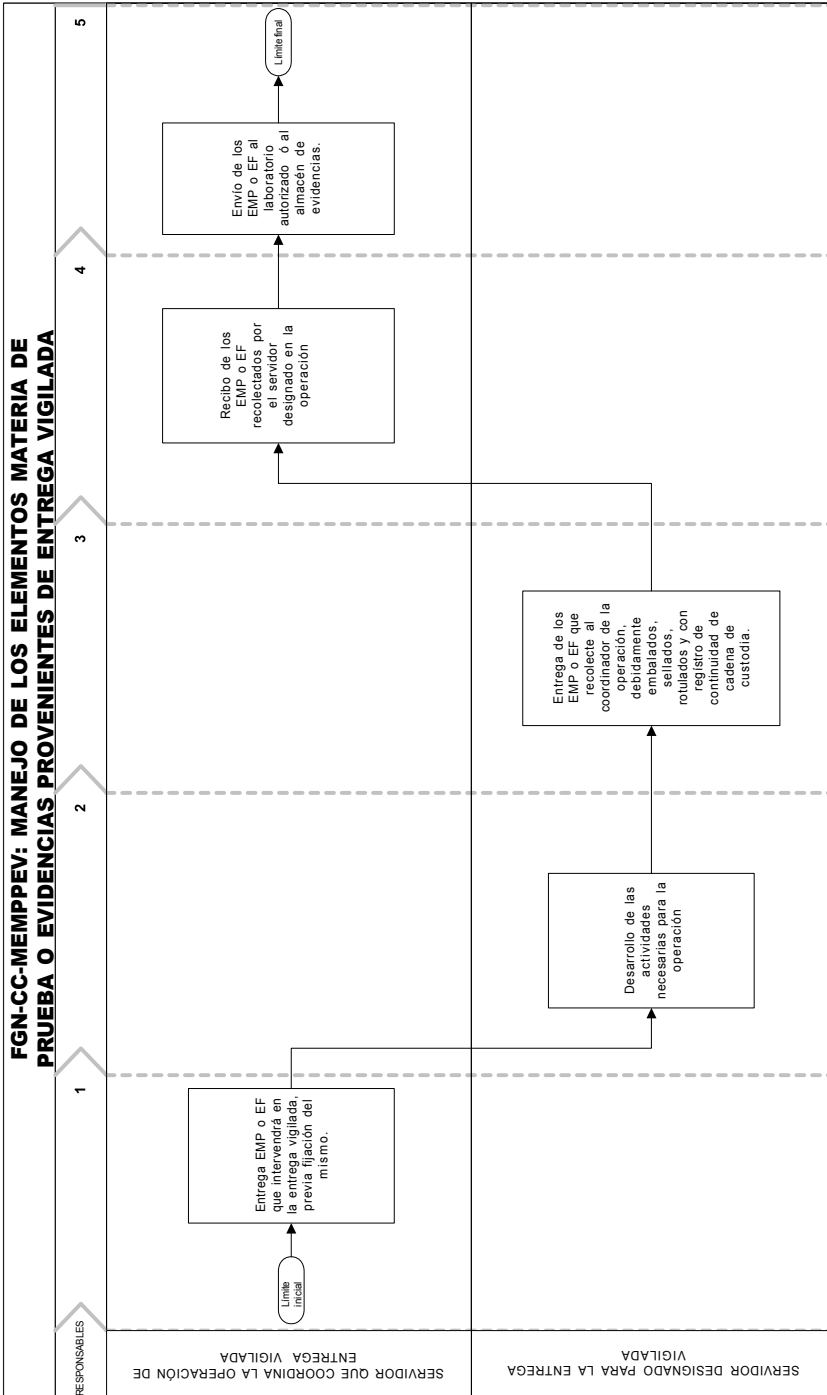 FGN-CC-MEMPPEV: MANEJO DE LOS ELEMENTOS MATERIA DE
PRUEBA O EVIDENCIAS PROVENIENTES DE ENTREGA VIGILADA
RESPONSABLES
1
2
3
4
5
SERVIDOR QUE COORDINA LA OPERACIÓN DE
ENTREGA VIGILADA
Límite
inicial
Entrega EMP o EF
que intervendrá en
la entrega vigilada,
previa fijación del
mismo.
Recibo de los
EMP o EF
recolectados por
el servidor
designado en la
operación
Envío de los
EMP o EF al
laboratorio
autorizado ó al
almacén de
evidencias.
Límite final
SERVIDOR DESIGNADO PARA LA ENTREGA
VIGILADA
Desarrollo de las
actividades
necesarias para la
operación
Entrega de los
EMP o EF que
recolecte al
coordinador de la
operación,
debidamente
embalados,
sellados,
rotulados y con
registro de
continuidad de
cadena de
custodia.